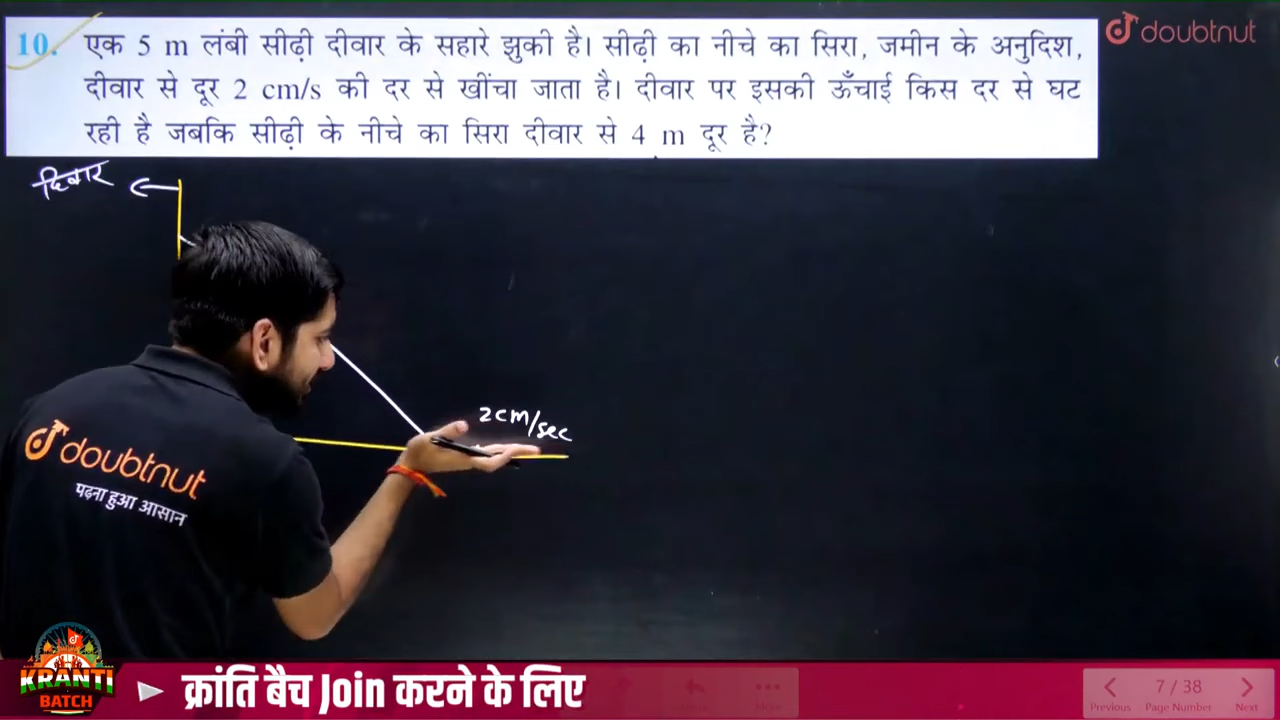 10. एक 5 m लंबी सीढ़ी दीवार के सहारे झुकी है। सीढ़ी का नीचे का सिरा, जमीन के अनुदिश,
दीवार से दूर 2 cm/s की दर से खींचा जाता है। दीवार पर इसकी ऊँचाई किस दर से घट
रही है जबकि सीढ़ी के नीचे का सिरा दीवार से 4 m दूर है?
doubtnut
दिवार
2cm/sec
doubtnut
पढ़ना हुआ आसान
KRANTI
BATCH
क्रांति बैच Join करने के लिए
7 / 38
Previous Page Number Next